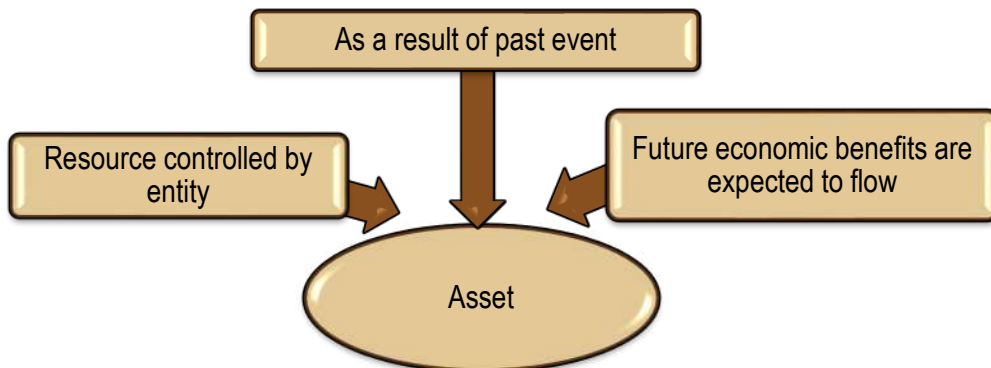 As a result of past event
Resource controlled by
entity
Future economic benefits are
expected to flow
Asset